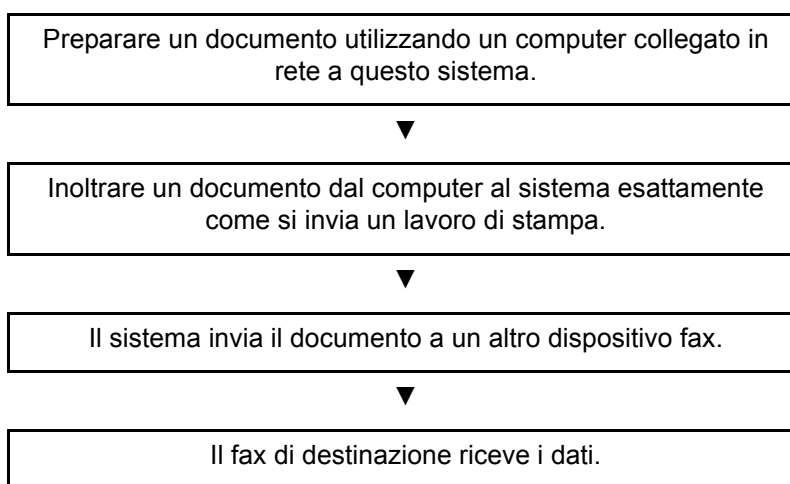 Preparare un documento utilizzando un computer collegato in
rete a questo sistema.
▼
Inoltrare un documento dal computer al sistema esattamente
come si invia un lavoro di stampa.
▼
Il sistema invia il documento a un altro dispositivo fax.
▼
Il fax di destinazione riceve i dati.